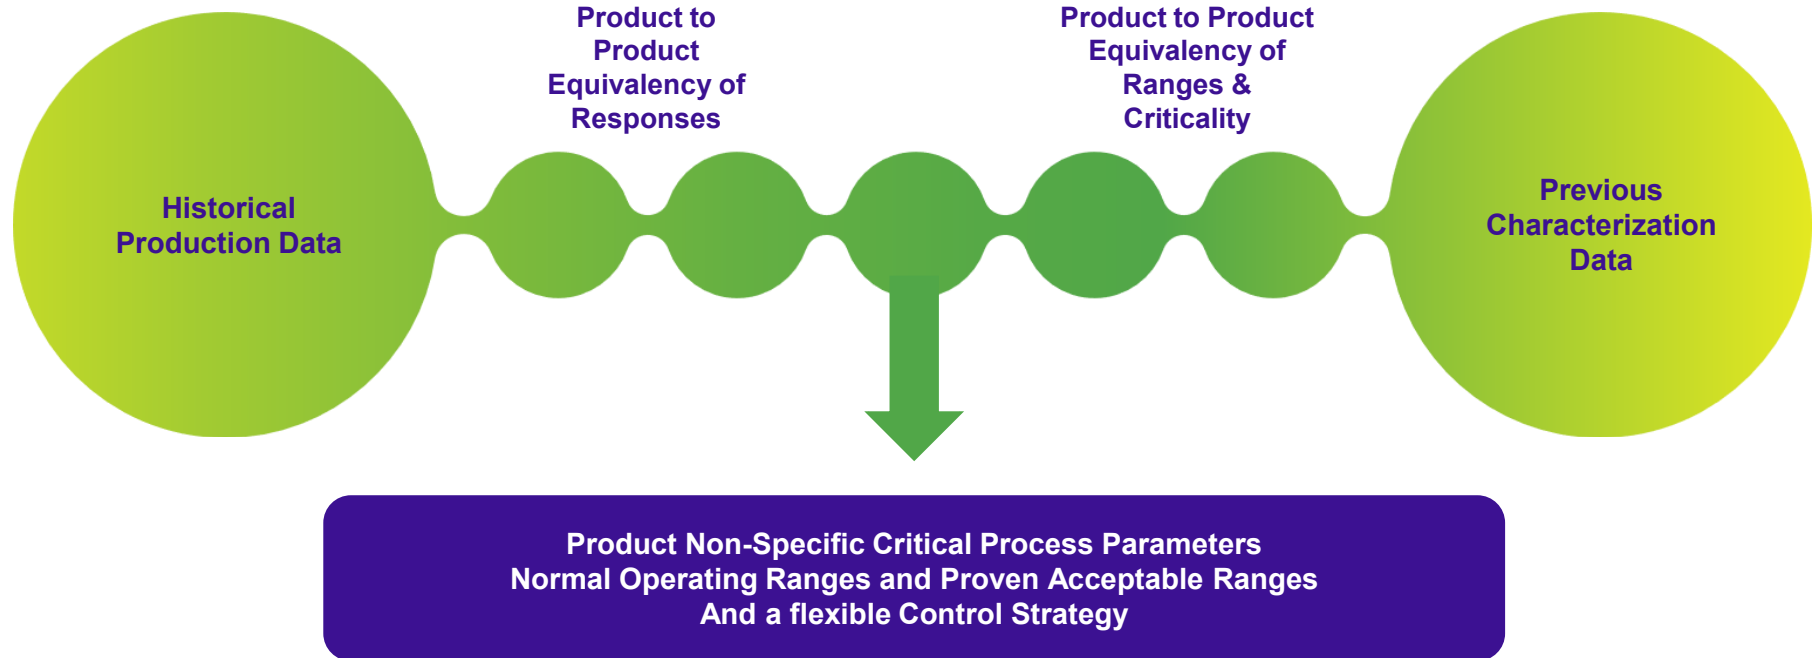 Product to
Product
Equivalency of
Responses
Product to Product
Equivalency of
Ranges &
Criticality
Historical
Production Data
Previous
Characterization
Data
Product Non-Specific Critical Process Parameters
Normal Operating Ranges and Proven Acceptable Ranges
And a flexible Control Strategy